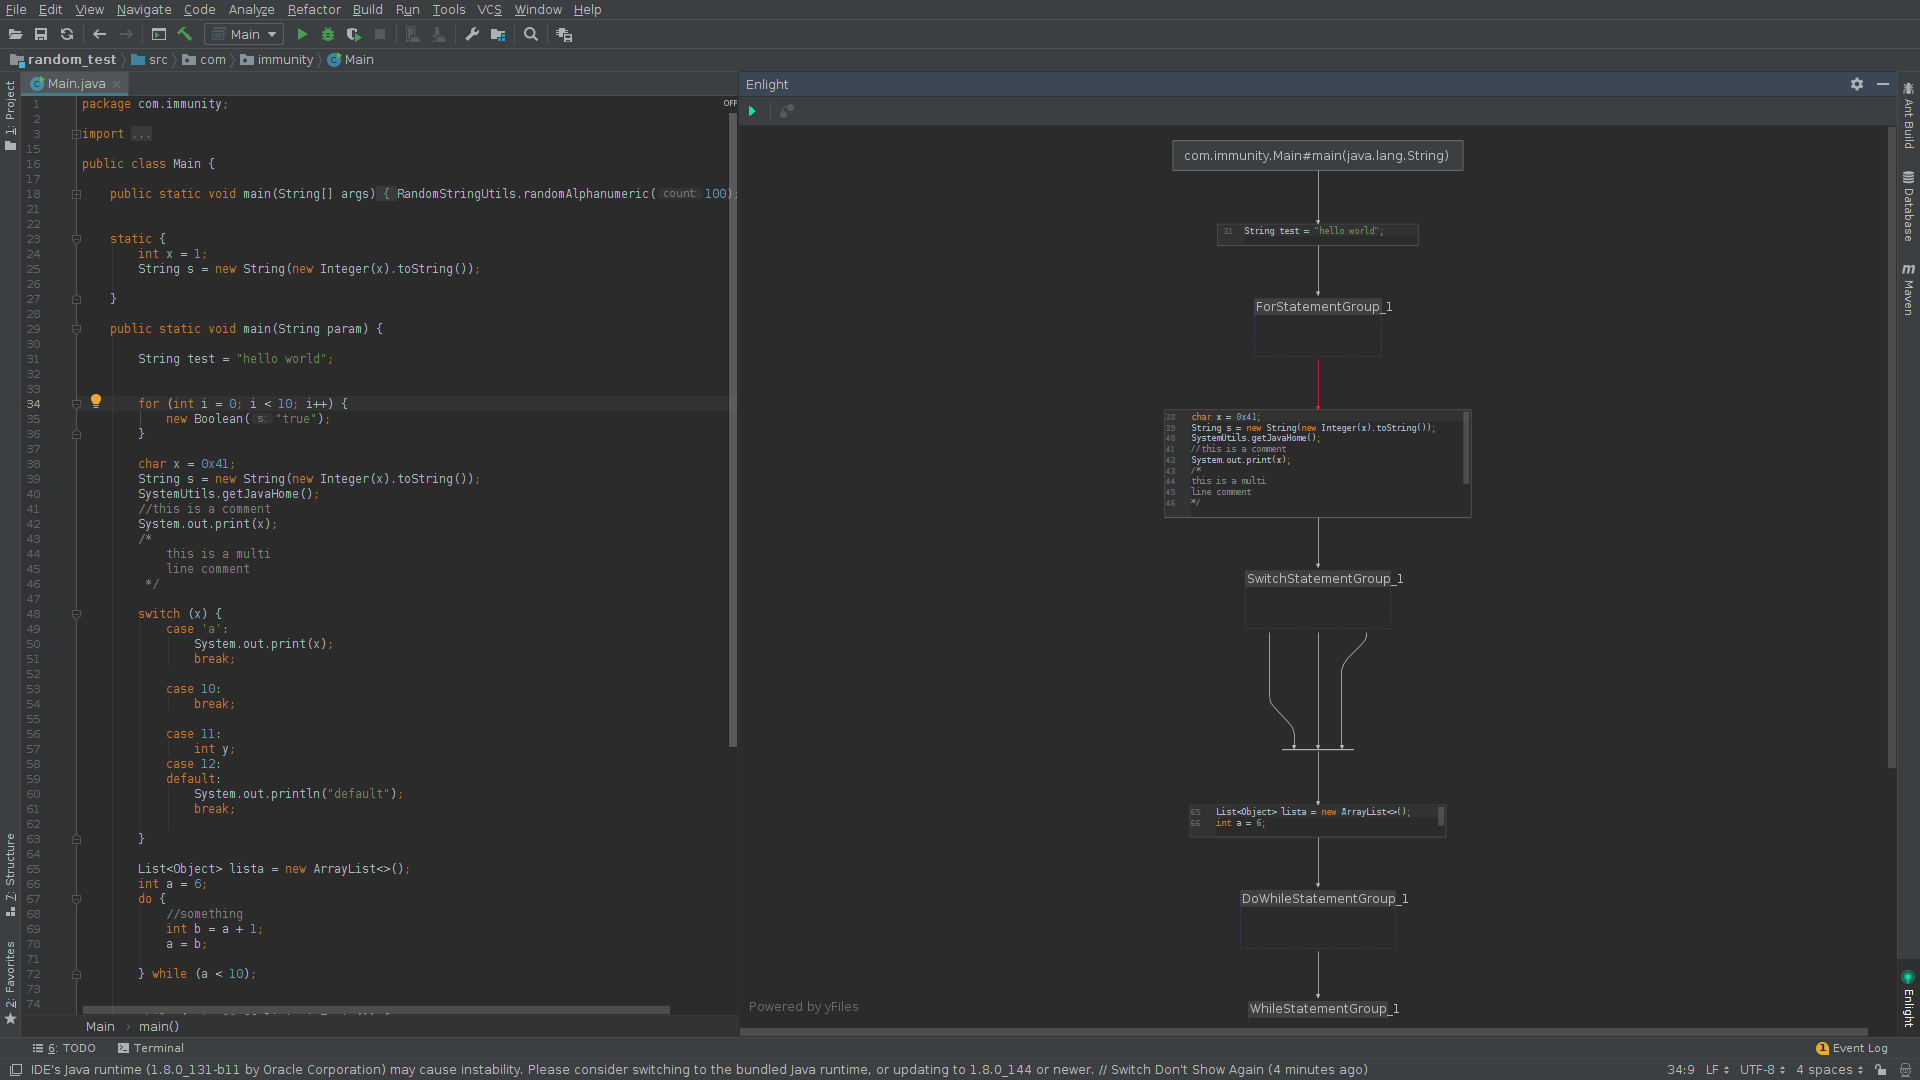 File Edit View Navigate Code Analyze Refactor Build Run Tools VCS Window Help
Main
random_test src com immunity Main
1: Project
7: Structure
2: Favorites
Main.java
OFF
1 package com.immunity;
2
3 import ...
15
16 public class Main {
17
18 public static void main(String[] args) { RandomStringUtils.randomAlphanumeric( count: 100)
21
22
23 static {
24 int x = 1;
25 String s = new String(new Integer(x).toString());
26
27 }
28
29 public static void main(String param) {
30
31 String test = "hello world";
32
33
34 for (int i = 0; i < 10; i++) {
35 new Boolean( s: "true");
36 }
37
38 char x = 0x41;
39 String s = new String(new Integer(x).toString());
40 SystemUtils.getJavaHome();
41 //this is a comment
42 System.out.print(x);
43 /*
44 this is a multi
45 line comment
46 */
47
48 switch (x) {
49 case 'a':
50 System.out.print(x);
51 break;
52
53 case 10:
54 break;
55
56 case 11:
57 int y;
58 case 12:
59 default:
60 System.out.println("default");
61 break;
62
63 }
64
65 List<Object> lista = new ArrayList<>();
66 int a = 6;
67 do {
68 //something
69 int b = a + 1;
70 a = b;
71
72 } while (a < 10);
73
74
Main › main()
Enlight
com.immunity.Main#main(java.lang.String)
31 String test = "hello world";
ForStatementGroup_1
38 char x = 0x41;
39 String s = new String(new Integer(x).toString());
40 SystemUtils.getJavaHome();
41 //this is a comment
42 System.out.print(x);
43 /*
44 this is a multi
45 line comment
46 */
SwitchStatementGroup_1
65 List<Object> lista = new ArrayList<>();
66 int a = 6;
DoWhileStatementGroup_1
WhileStatementGroup_1
Powered by yFiles
Ant Build
Database
m Maven
Enlight
6: TODO Terminal
1 Event Log
IDE's Java runtime (1.8.0_131-b11 by Oracle Corporation) may cause instability. Please consider switching to the bundled Java runtime, or updating to 1.8.0_144 or newer. // Switch Don't Show Again (4 minutes ago)
34:9 LF UTF-8 4 spaces